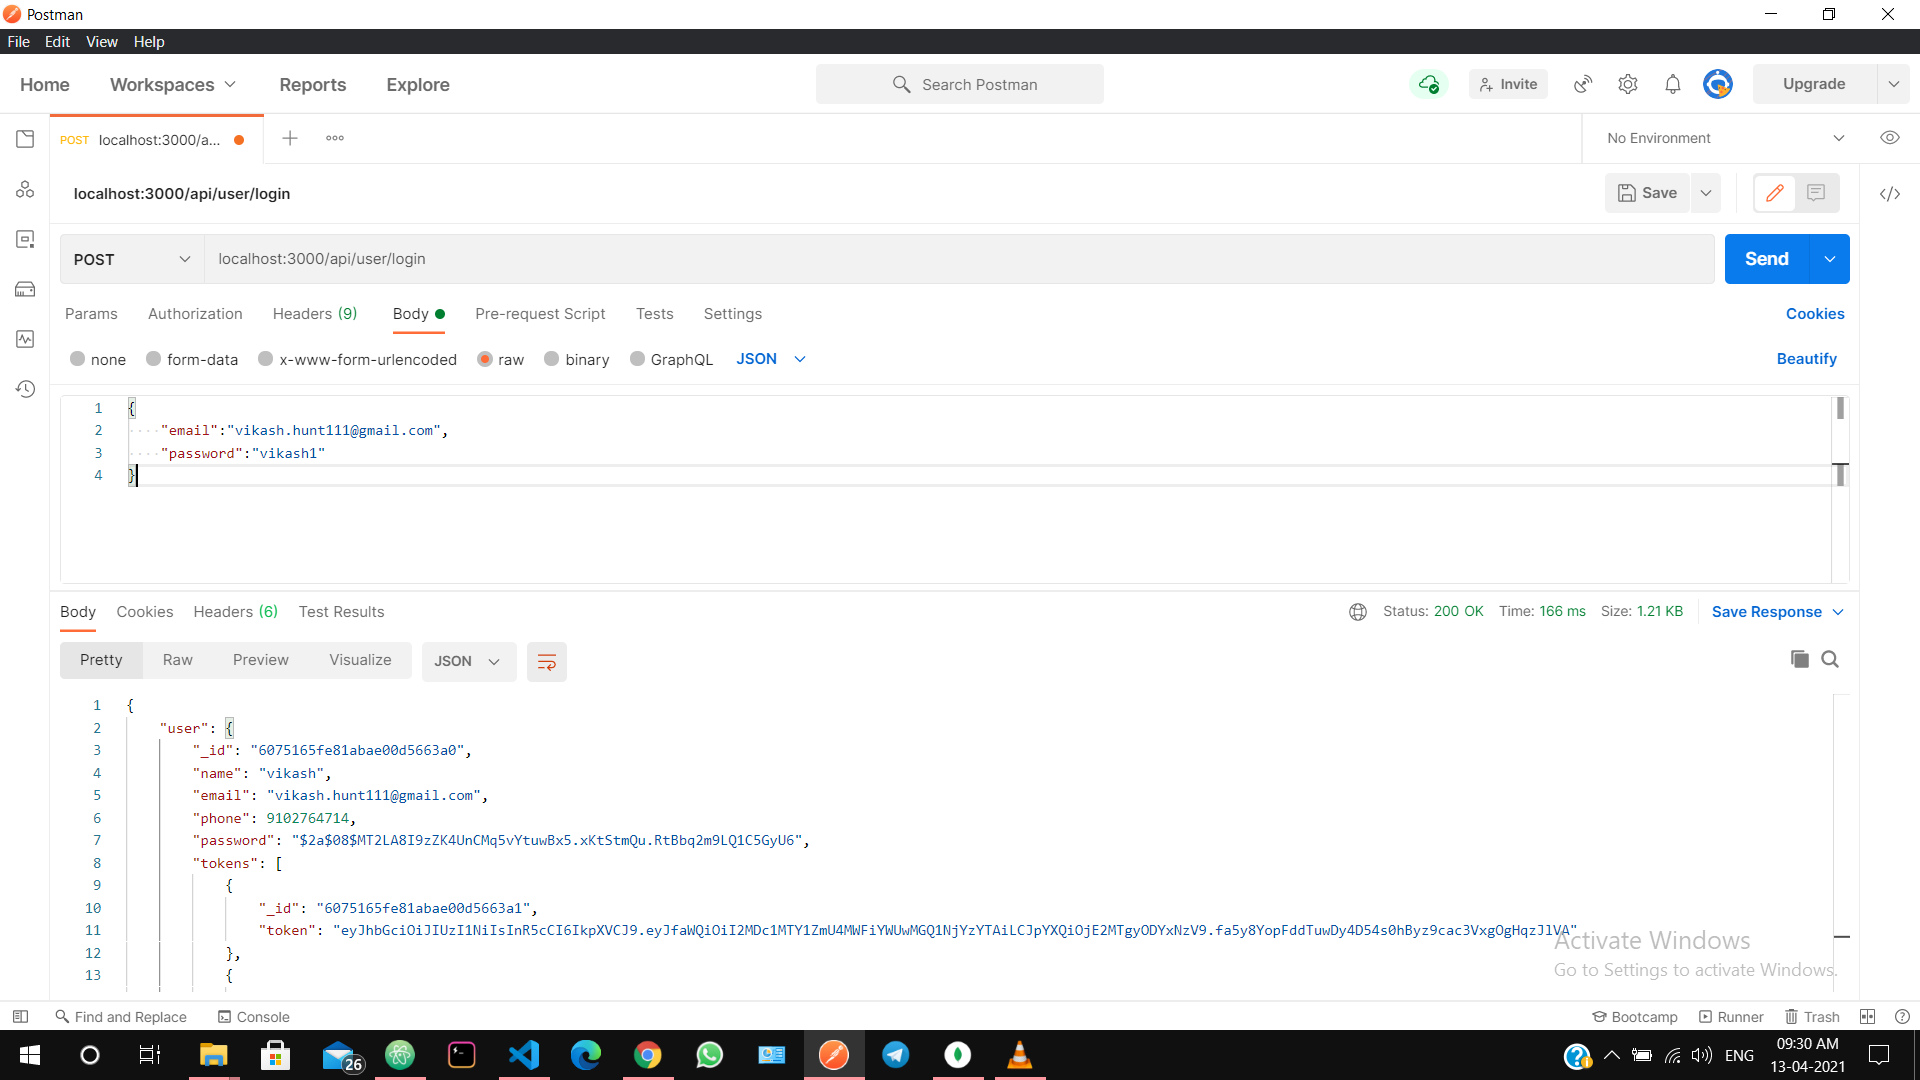 Postman
File Edit View Help
Home Workspaces Reports Explore Search Postman Invite Upgrade
POST localhost:3000/a... No Environment
localhost:3000/api/user/login Save
POST localhost:3000/api/user/login Send
Params Authorization Headers (9) Body Pre-request Script Tests Settings Cookies
none form-data x-www-form-urlencoded raw binary GraphQL JSON Beautify
1 {
2 "email":"vikash.hunt111@gmail.com",
3 "password":"vikash1"
4 }
Body Cookies Headers (6) Test Results Status: 200 OK Time: 166 ms Size: 1.21 KB Save Response
Pretty Raw Preview Visualize JSON
1 {
2 "user": {
3 "_id": "6075165fe81abae00d5663a0",
4 "name": "vikash",
5 "email": "vikash.hunt111@gmail.com",
6 "phone": 9102764714,
7 "password": "$2a$08$MT2LA8I9zZK4UnCMq5vYtuwBx5.xKtStmQu.RtBbq2m9LQ1C5GyU6",
8 "tokens": [
9 {
10 "_id": "6075165fe81abae00d5663a1",
11 "token": "eyJhbGciOiJIUzI1NiIsInR5cCI6IkpXVCJ9.eyJfaWQiOiI2MDc1MTY1ZmU4MWFiYWUwMGQ1NjYzYTAiLCJpYXQiOjE2MTgyODYxNzV9.fa5y8YopFddTuwDy4D54s0hByz9cac3VxgOgHqzJlVA"
12 },
13 {
Activate Windows
Go to Settings to activate Windows.
Find and Replace Console Bootcamp Runner Trash
26 ENG 09:30 AM
13-04-2021